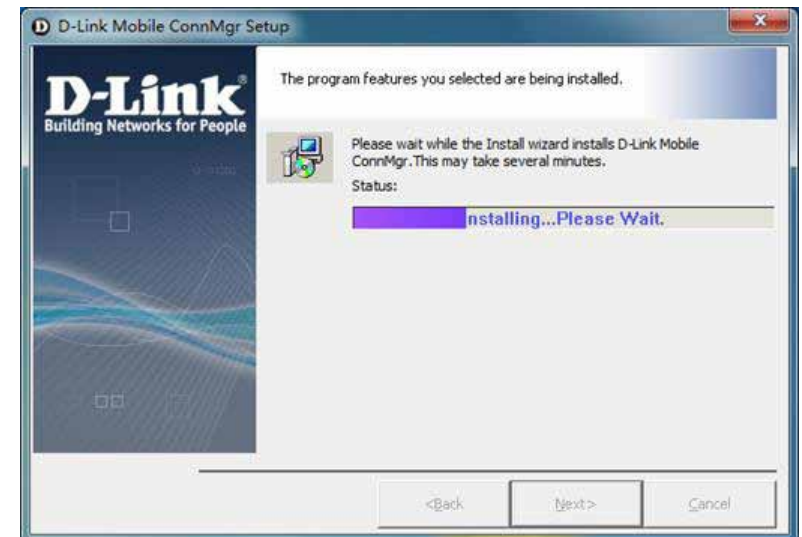 D-Link Mobile ConnMgr Setup
D-Link®
Building Networks for People
The program features you selected are being installed.
Please wait while the Install wizard installs D-Link Mobile
ConnMgr.This may take several minutes.
Status:
nstalling...Please Wait.
<Back
Next>
Cancel